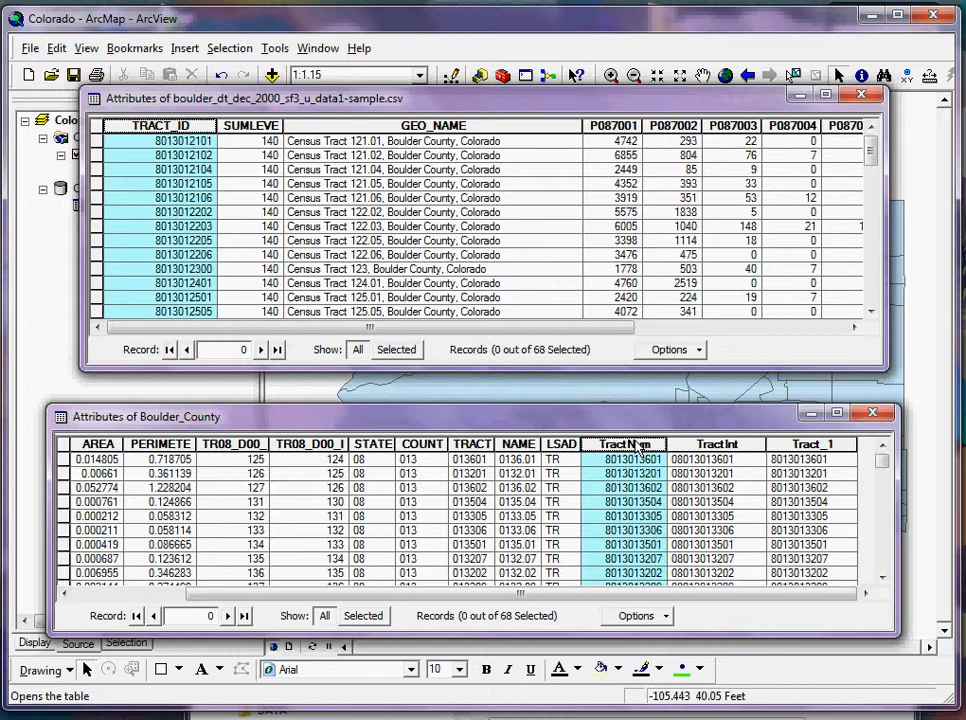 Colorado - ArcMap - ArcView
File Edit View Bookmarks Insert Selection Tools Window Help
1:1.15
Attributes of boulder_dt_dec_2000_sf3_u_data1-sample.csv
TRACT_ID SUMLEVE GEO_NAME P087001 P087002 P087003 P087004 P0870
8013012101 140 Census Tract 121.01, Boulder County, Colorado 4742 293 22 0
8013012102 140 Census Tract 121.02, Boulder County, Colorado 6855 804 76 7
8013012104 140 Census Tract 121.04, Boulder County, Colorado 2449 85 9 0
8013012105 140 Census Tract 121.05, Boulder County, Colorado 4352 393 33 0
8013012106 140 Census Tract 121.06, Boulder County, Colorado 3919 351 53 12
8013012202 140 Census Tract 122.02, Boulder County, Colorado 5575 1838 5 0
8013012203 140 Census Tract 122.03, Boulder County, Colorado 6005 1040 148 21 1
8013012205 140 Census Tract 122.05, Boulder County, Colorado 3398 1114 18 0
8013012206 140 Census Tract 122.06, Boulder County, Colorado 3476 475 0 0
8013012300 140 Census Tract 123, Boulder County, Colorado 1778 503 40 7
8013012401 140 Census Tract 124.01, Boulder County, Colorado 4760 2519 0 0
8013012501 140 Census Tract 125.01, Boulder County, Colorado 2420 224 19 7
8013012505 140 Census Tract 125.05, Boulder County, Colorado 4072 341 0 0
Record: 0 Show: All Selected Records (0 out of 68 Selected) Options
Attributes of Boulder_County
AREA PERIMETE TR08_D00_ TR08_D00_I STATE COUNT TRACT NAME LSAD TractNum TractInt Tract_1
0.014805 0.718705 125 124 08 013 013601 0136.01 TR 8013013601 08013013601 8013013601
0.00661 0.361139 126 125 08 013 013201 0132.01 TR 8013013201 08013013201 8013013201
0.052774 1.228204 127 126 08 013 013602 0136.02 TR 8013013602 08013013602 8013013602
0.000761 0.124866 131 130 08 013 013504 0135.04 TR 8013013504 08013013504 8013013504
0.000212 0.058312 132 131 08 013 013305 0133.05 TR 8013013305 08013013305 8013013305
0.000211 0.058114 133 132 08 013 013306 0133.06 TR 8013013306 08013013306 8013013306
0.000419 0.086665 134 133 08 013 013501 0135.01 TR 8013013501 08013013501 8013013501
0.000687 0.123612 135 134 08 013 013207 0132.07 TR 8013013207 08013013207 8013013207
0.006955 0.346283 136 135 08 013 013202 0132.02 TR 8013013202 08013013202 8013013202
Record: 0 Show: All Selected Records (0 out of 68 Selected) Options
Display Source Selection
Drawing A Arial 10 B I U A
Opens the table -105.443 40.05 Feet